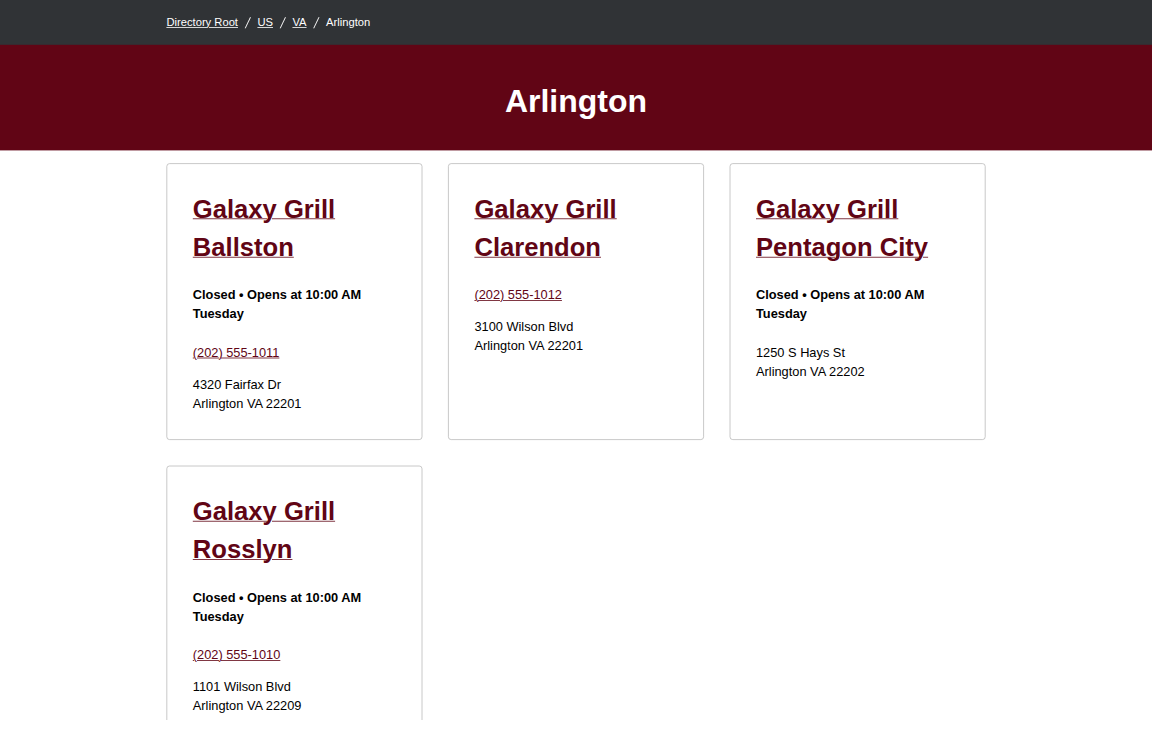 Directory Root / US / VA / Arlington
Arlington
Galaxy Grill
Ballston
Closed • Opens at 10:00 AM
Tuesday
(202) 555-1011
4320 Fairfax Dr
Arlington VA 22201
Galaxy Grill
Clarendon
(202) 555-1012
3100 Wilson Blvd
Arlington VA 22201
Galaxy Grill
Pentagon City
Closed • Opens at 10:00 AM
Tuesday
1250 S Hays St
Arlington VA 22202
Galaxy Grill
Rosslyn
Closed • Opens at 10:00 AM
Tuesday
(202) 555-1010
1101 Wilson Blvd
Arlington VA 22209